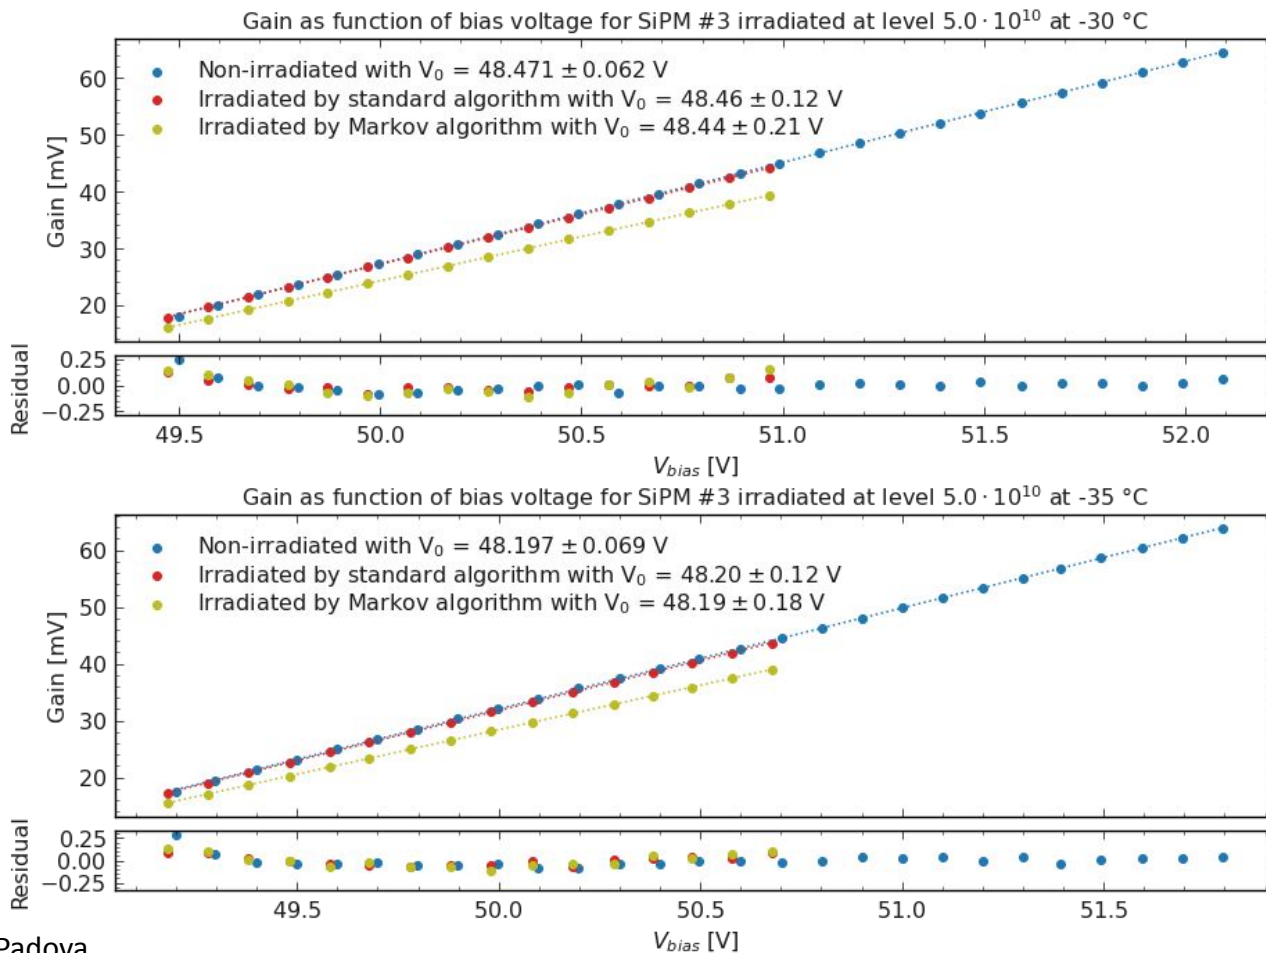 Gain as function of bias voltage for SiPM #3 irradiated at level 5.0 · 10¹⁰ at -30 °C
Non-irradiated with V₀ = 48.471 ± 0.062 V
Irradiated by standard algorithm with V₀ = 48.46 ± 0.12 V
Irradiated by Markov algorithm with V₀ = 48.44 ± 0.21 V
Gain [mV]
60
50
40
30
20
Residual
0.25
0.00
−0.25
49.5 50.0 50.5 51.0 51.5 52.0
V_bias [V]
Gain as function of bias voltage for SiPM #3 irradiated at level 5.0 · 10¹⁰ at -35 °C
Non-irradiated with V₀ = 48.197 ± 0.069 V
Irradiated by standard algorithm with V₀ = 48.20 ± 0.12 V
Irradiated by Markov algorithm with V₀ = 48.19 ± 0.18 V
Gain [mV]
60
50
40
30
20
Residual
0.25
0.00
−0.25
49.5 50.0 50.5 51.0 51.5
V_bias [V]
Padova